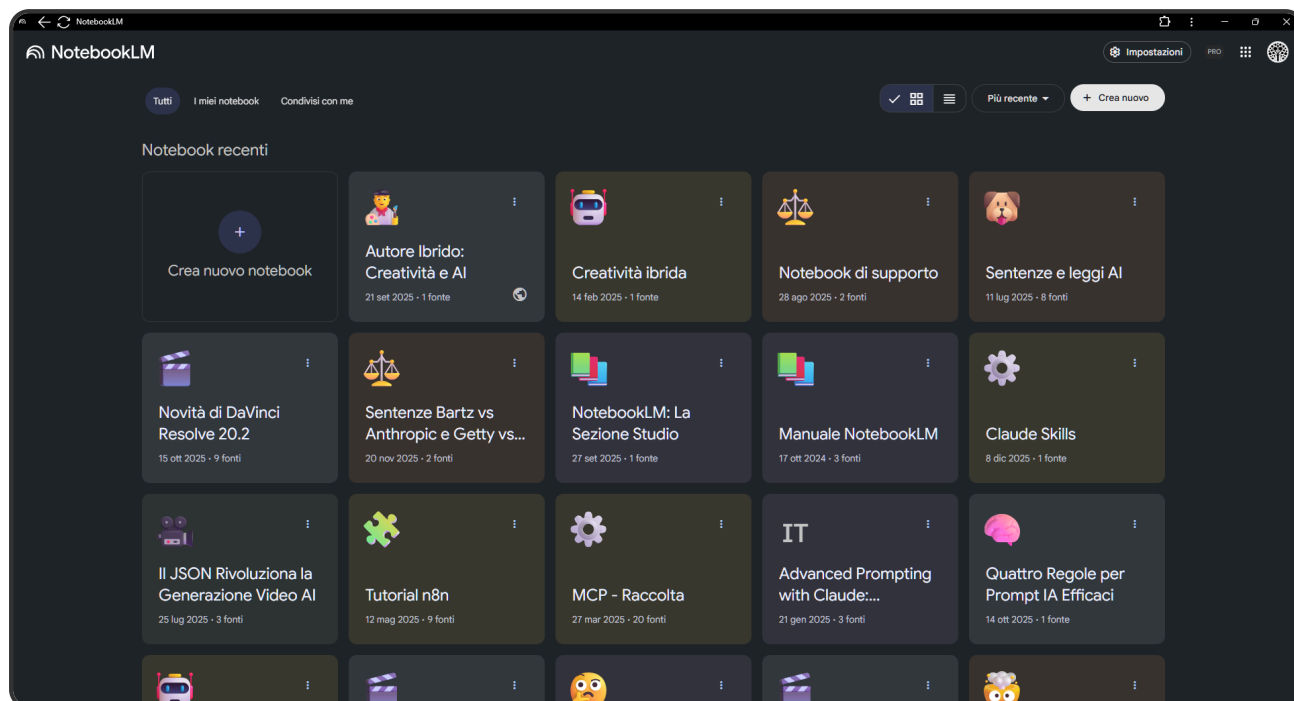 NotebookLM
NotebookLM
Impostazioni
PRO
Tutti
I miei notebook
Condivisi con me
Più recente
+ Crea nuovo
Notebook recenti
+
Crea nuovo notebook
Autore Ibrido:
Creatività e AI
21 set 2025 · 1 fonte
Creatività ibrida
14 feb 2025 · 1 fonte
Notebook di supporto
28 ago 2025 · 2 fonti
Sentenze e leggi AI
11 lug 2025 · 8 fonti
Novità di DaVinci
Resolve 20.2
15 ott 2025 · 9 fonti
Sentenze Bartz vs
Anthropic e Getty vs...
20 nov 2025 · 2 fonti
NotebookLM: La
Sezione Studio
27 set 2025 · 1 fonte
Manuale NotebookLM
17 ott 2024 · 3 fonti
Claude Skills
8 dic 2025 · 1 fonte
Il JSON Rivoluziona la
Generazione Video AI
25 lug 2025 · 3 fonti
Tutorial n8n
12 mag 2025 · 9 fonti
MCP - Raccolta
27 mar 2025 · 20 fonti
IT
Advanced Prompting
with Claude:...
21 gen 2025 · 3 fonti
Quattro Regole per
Prompt IA Efficaci
14 ott 2025 · 1 fonte